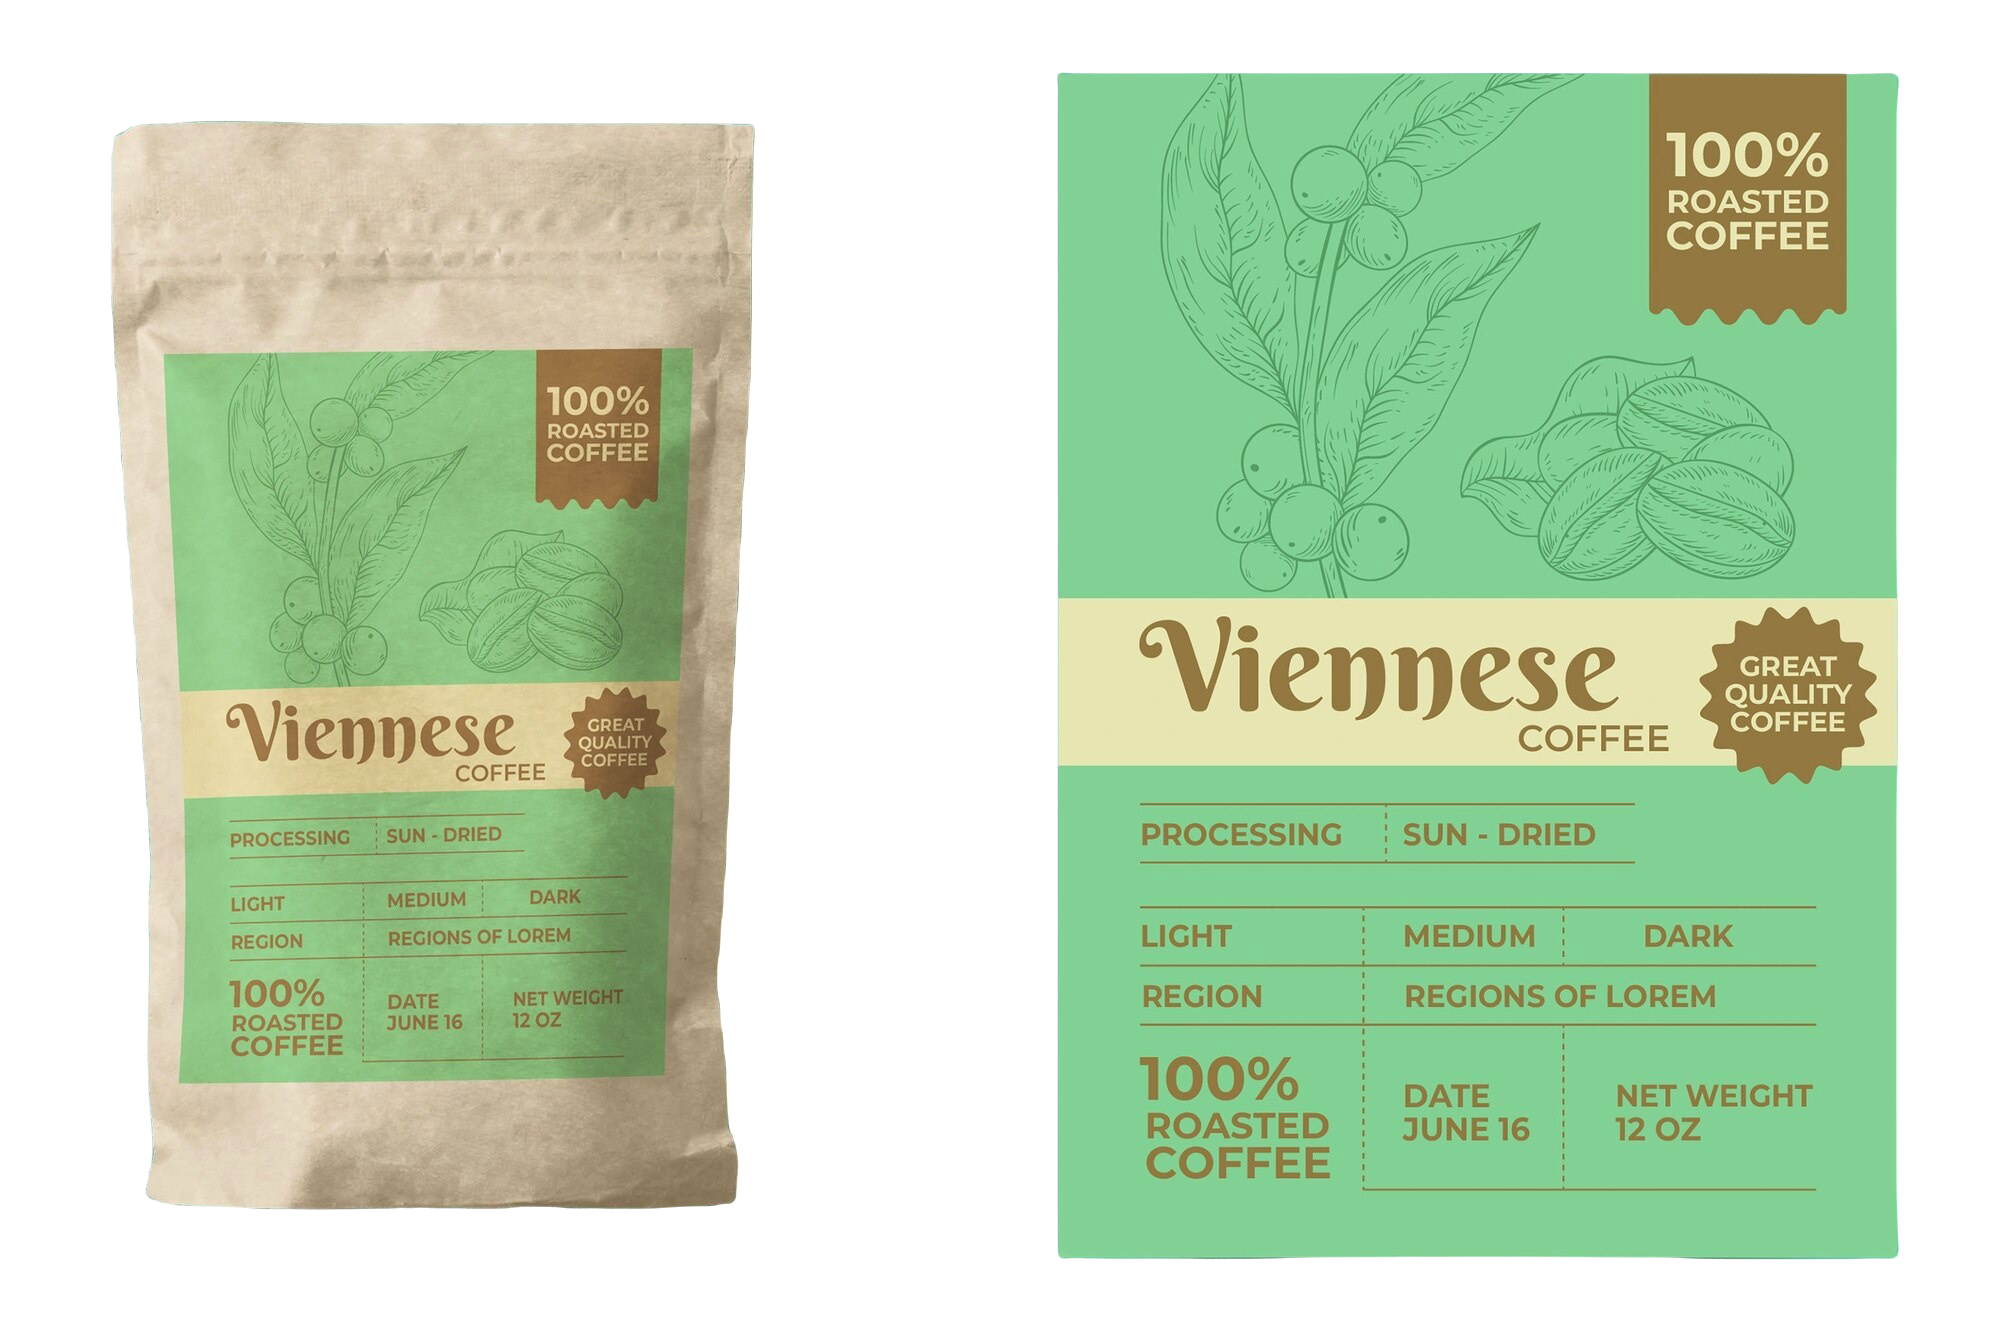 100%
ROASTED
COFFEE
Viennese
COFFEE
GREAT
QUALITY
COFFEE
PROCESSING SUN - DRIED
LIGHT MEDIUM DARK
REGION REGIONS OF LOREM
100%
ROASTED
COFFEE
DATE
JUNE 16
NET WEIGHT
12 OZ
100%
ROASTED
COFFEE
Viennese
COFFEE
GREAT
QUALITY
COFFEE
PROCESSING SUN - DRIED
LIGHT MEDIUM DARK
REGION REGIONS OF LOREM
100%
ROASTED
COFFEE
DATE
JUNE 16
NET WEIGHT
12 OZ